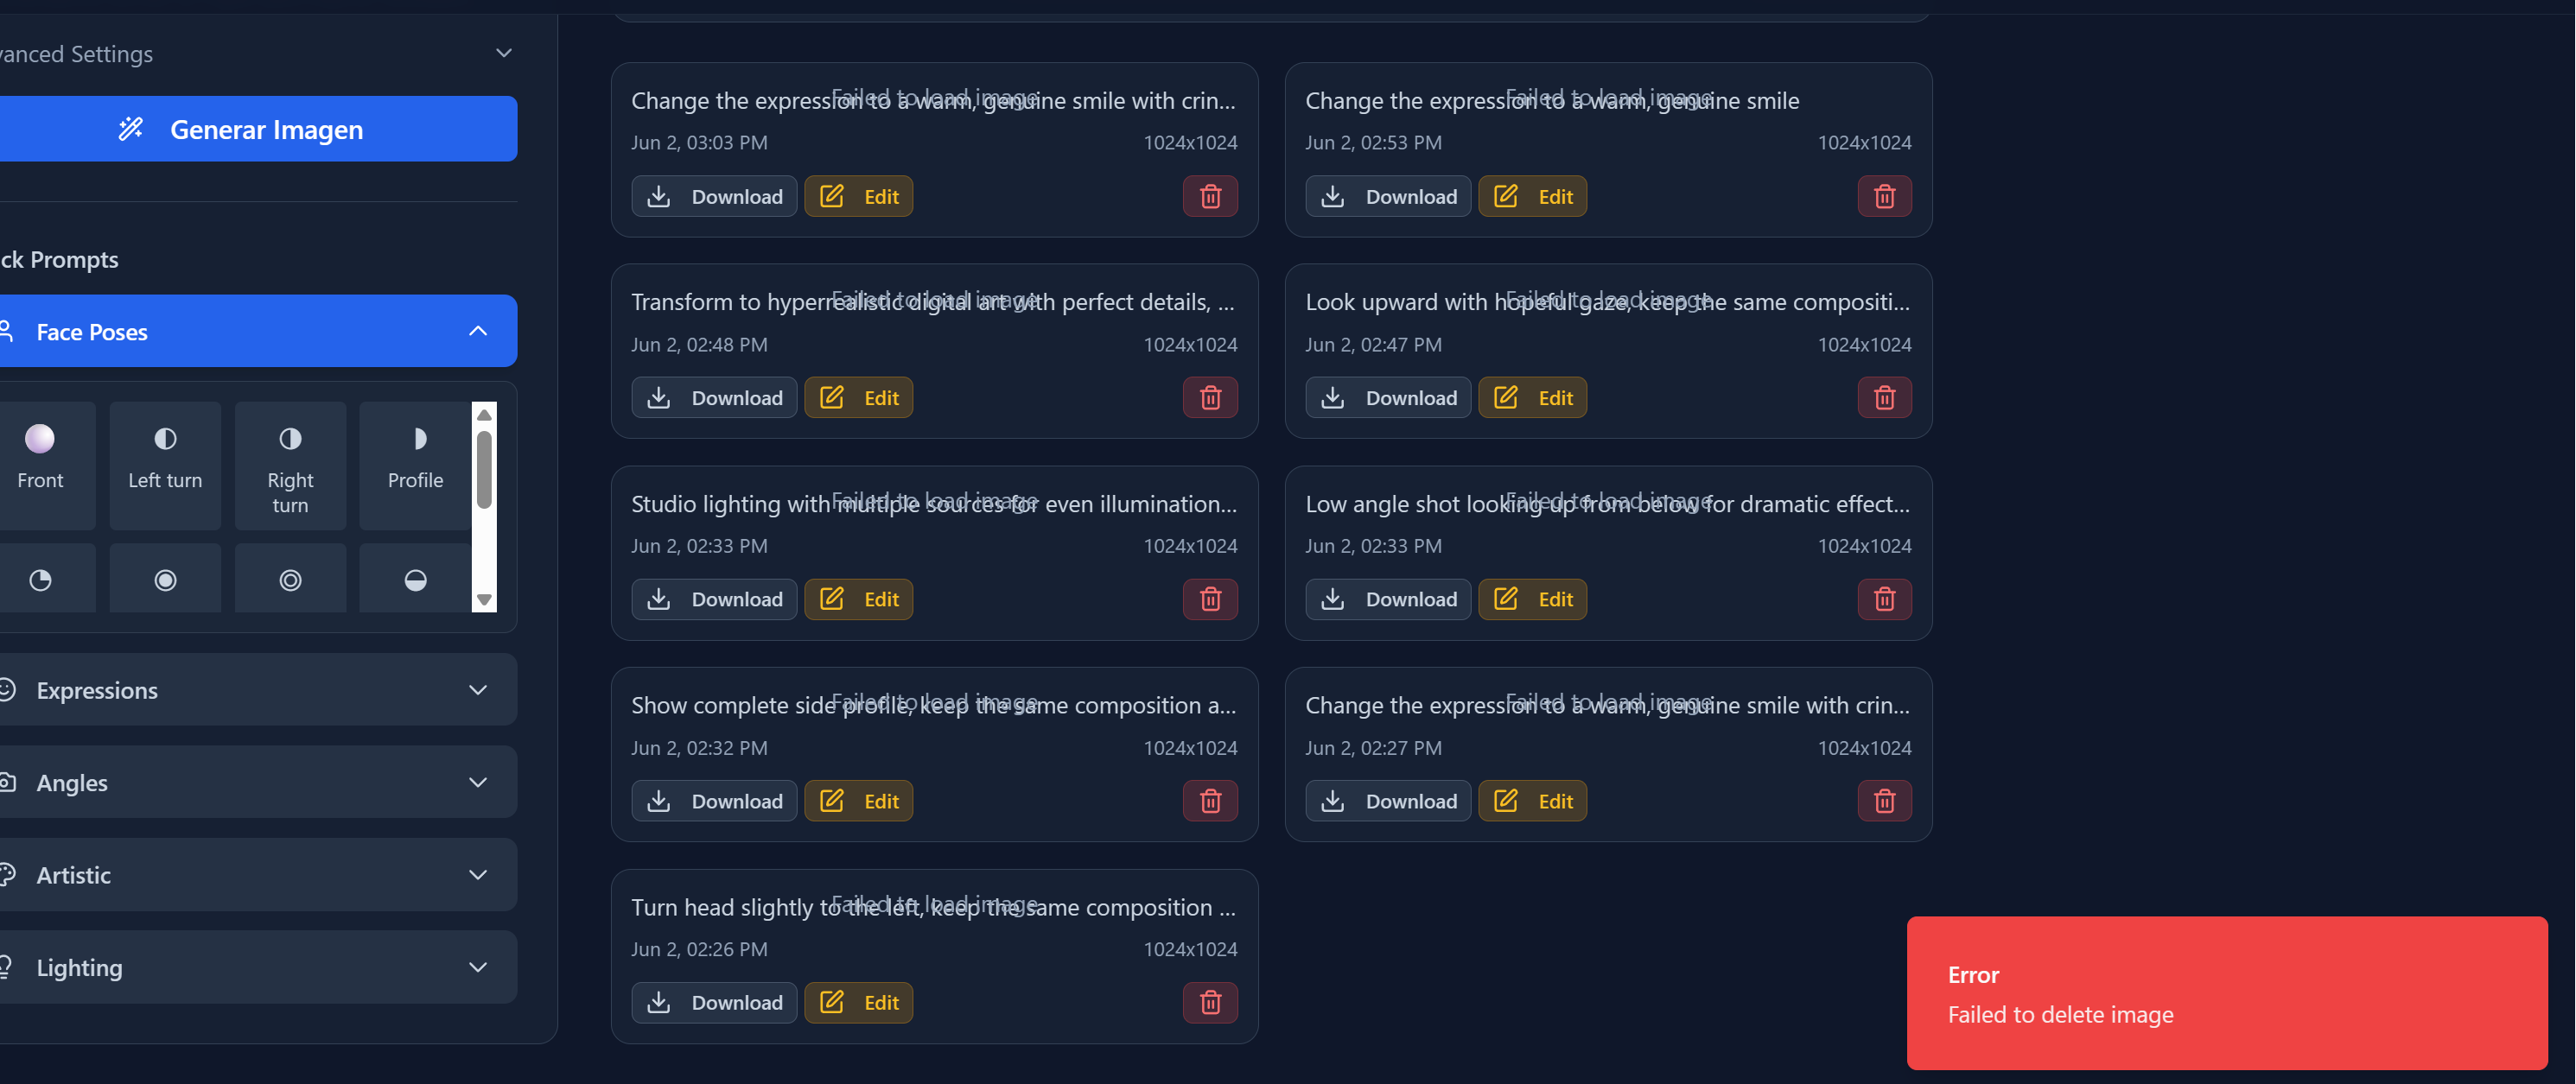 vanced Settings
Generar Imagen
ck Prompts
Face Poses
Front
Left turn
Right
turn
Profile
Expressions
Angles
Artistic
Lighting
Failed to load image
Change the expression to a warm, genuine smile with crin...
Jun 2, 03:03 PM
1024x1024
Download
Edit
Failed to load image
Change the expression to a warm, genuine smile
Jun 2, 02:53 PM
1024x1024
Download
Edit
Failed to load image
Transform to hyperrealistic digital art with perfect details, ...
Jun 2, 02:48 PM
1024x1024
Download
Edit
Failed to load image
Look upward with hopeful gaze, keep the same compositi...
Jun 2, 02:47 PM
1024x1024
Download
Edit
Failed to load image
Studio lighting with multiple sources for even illumination...
Jun 2, 02:33 PM
1024x1024
Download
Edit
Failed to load image
Low angle shot looking up from below for dramatic effect...
Jun 2, 02:33 PM
1024x1024
Download
Edit
Failed to load image
Show complete side profile, keep the same composition a...
Jun 2, 02:32 PM
1024x1024
Download
Edit
Failed to load image
Change the expression to a warm, genuine smile with crin...
Jun 2, 02:27 PM
1024x1024
Download
Edit
Failed to load image
Turn head slightly to the left, keep the same composition ...
Jun 2, 02:26 PM
1024x1024
Download
Edit
Error
Failed to delete image